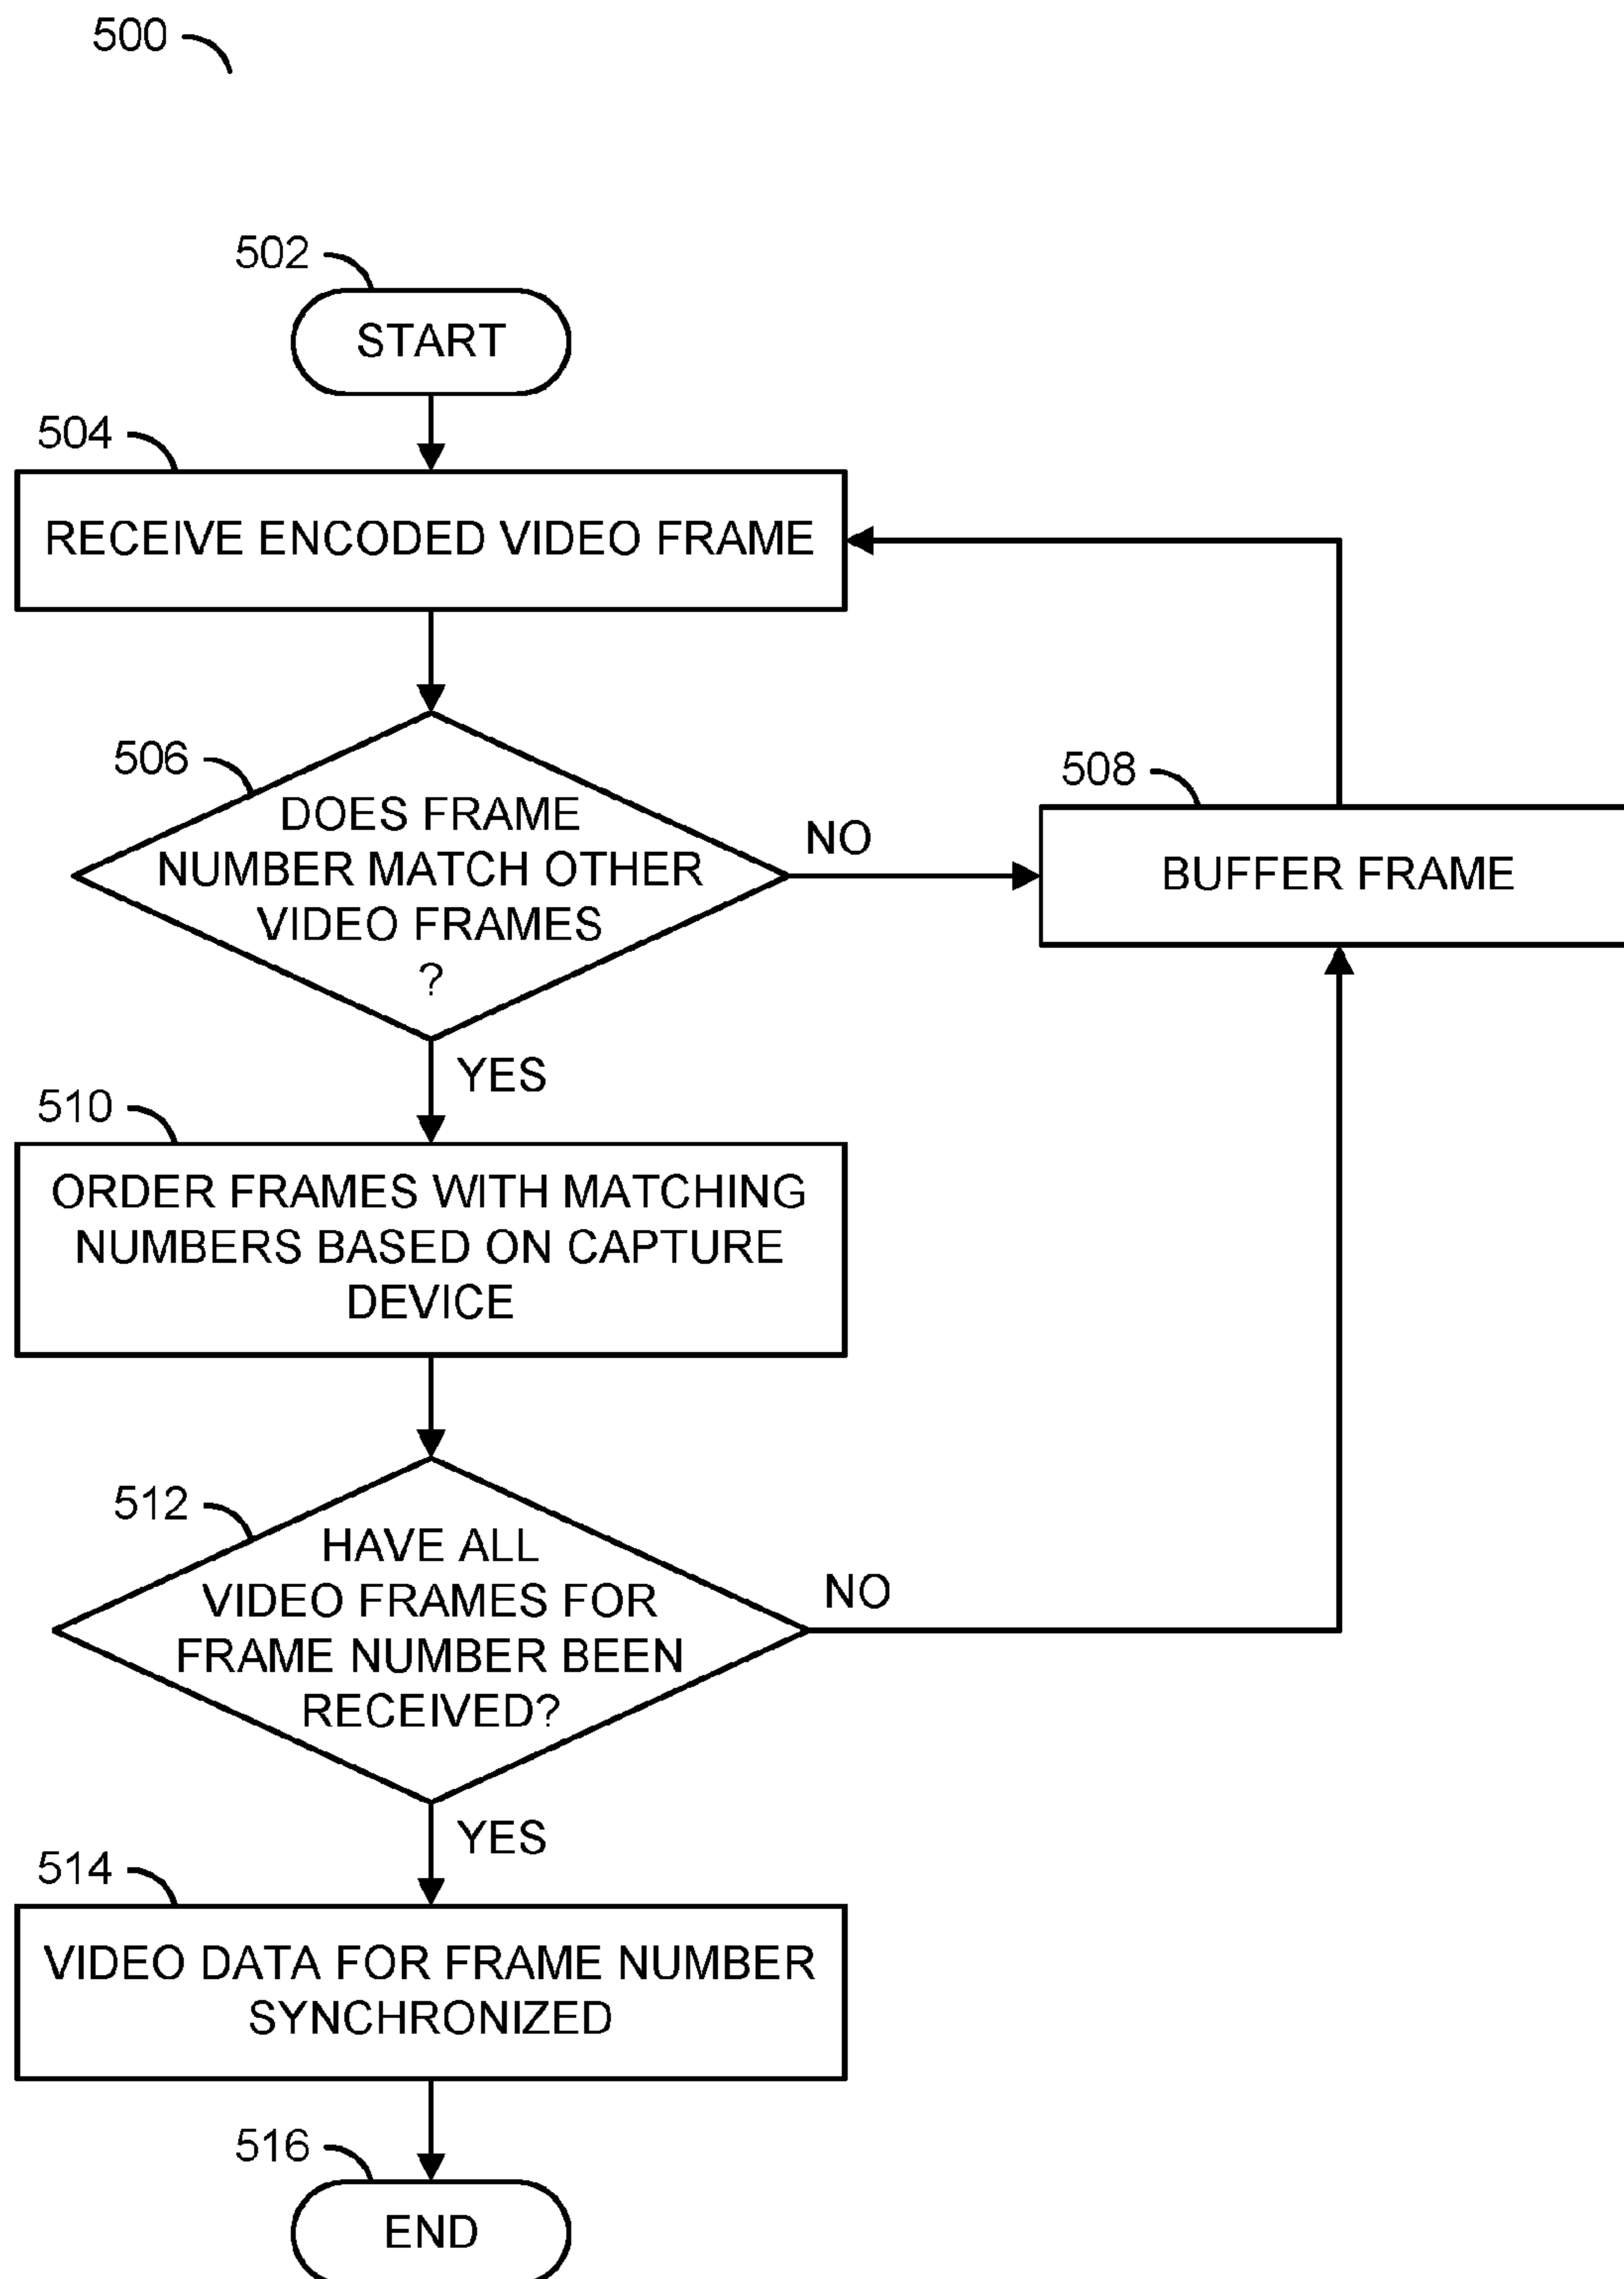 500
502
START
504
RECEIVE ENCODED VIDEO FRAME
506
DOES FRAME
NUMBER MATCH OTHER
VIDEO FRAMES
?
NO
508
BUFFER FRAME
YES
510
ORDER FRAMES WITH MATCHING
NUMBERS BASED ON CAPTURE
DEVICE
512
HAVE ALL
VIDEO FRAMES FOR
FRAME NUMBER BEEN
RECEIVED?
NO
YES
514
VIDEO DATA FOR FRAME NUMBER
SYNCHRONIZED
516
END